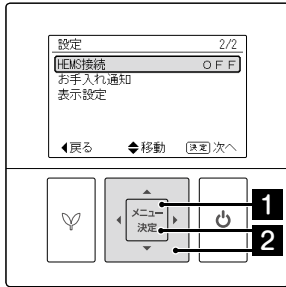 設定 2/2
HEMS接続 OFF
お手入れ通知
表示設定
◀戻る ◆移動 決定次へ
メニュー
決定
1
2